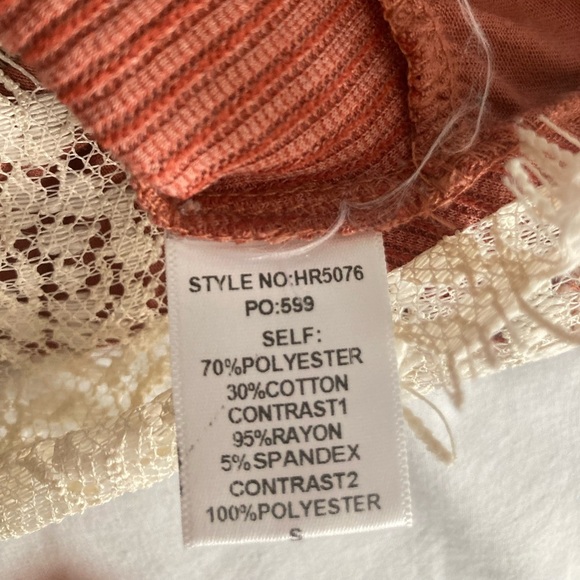 STYLE NO:HR5076
PO:599
SELF:
70%POLYESTER
30%COTTON
CONTRAST1
95%RAYON
5%SPANDEX
CONTRAST2
100%POLYESTER
S